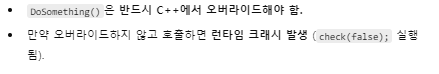 • DoSomething() 은 반드시 C++에서 오버라이드해야 함.
• 만약 오버라이드하지 않고 호출하면 런타임 크래시 발생 ( check(false); 실행
됨).